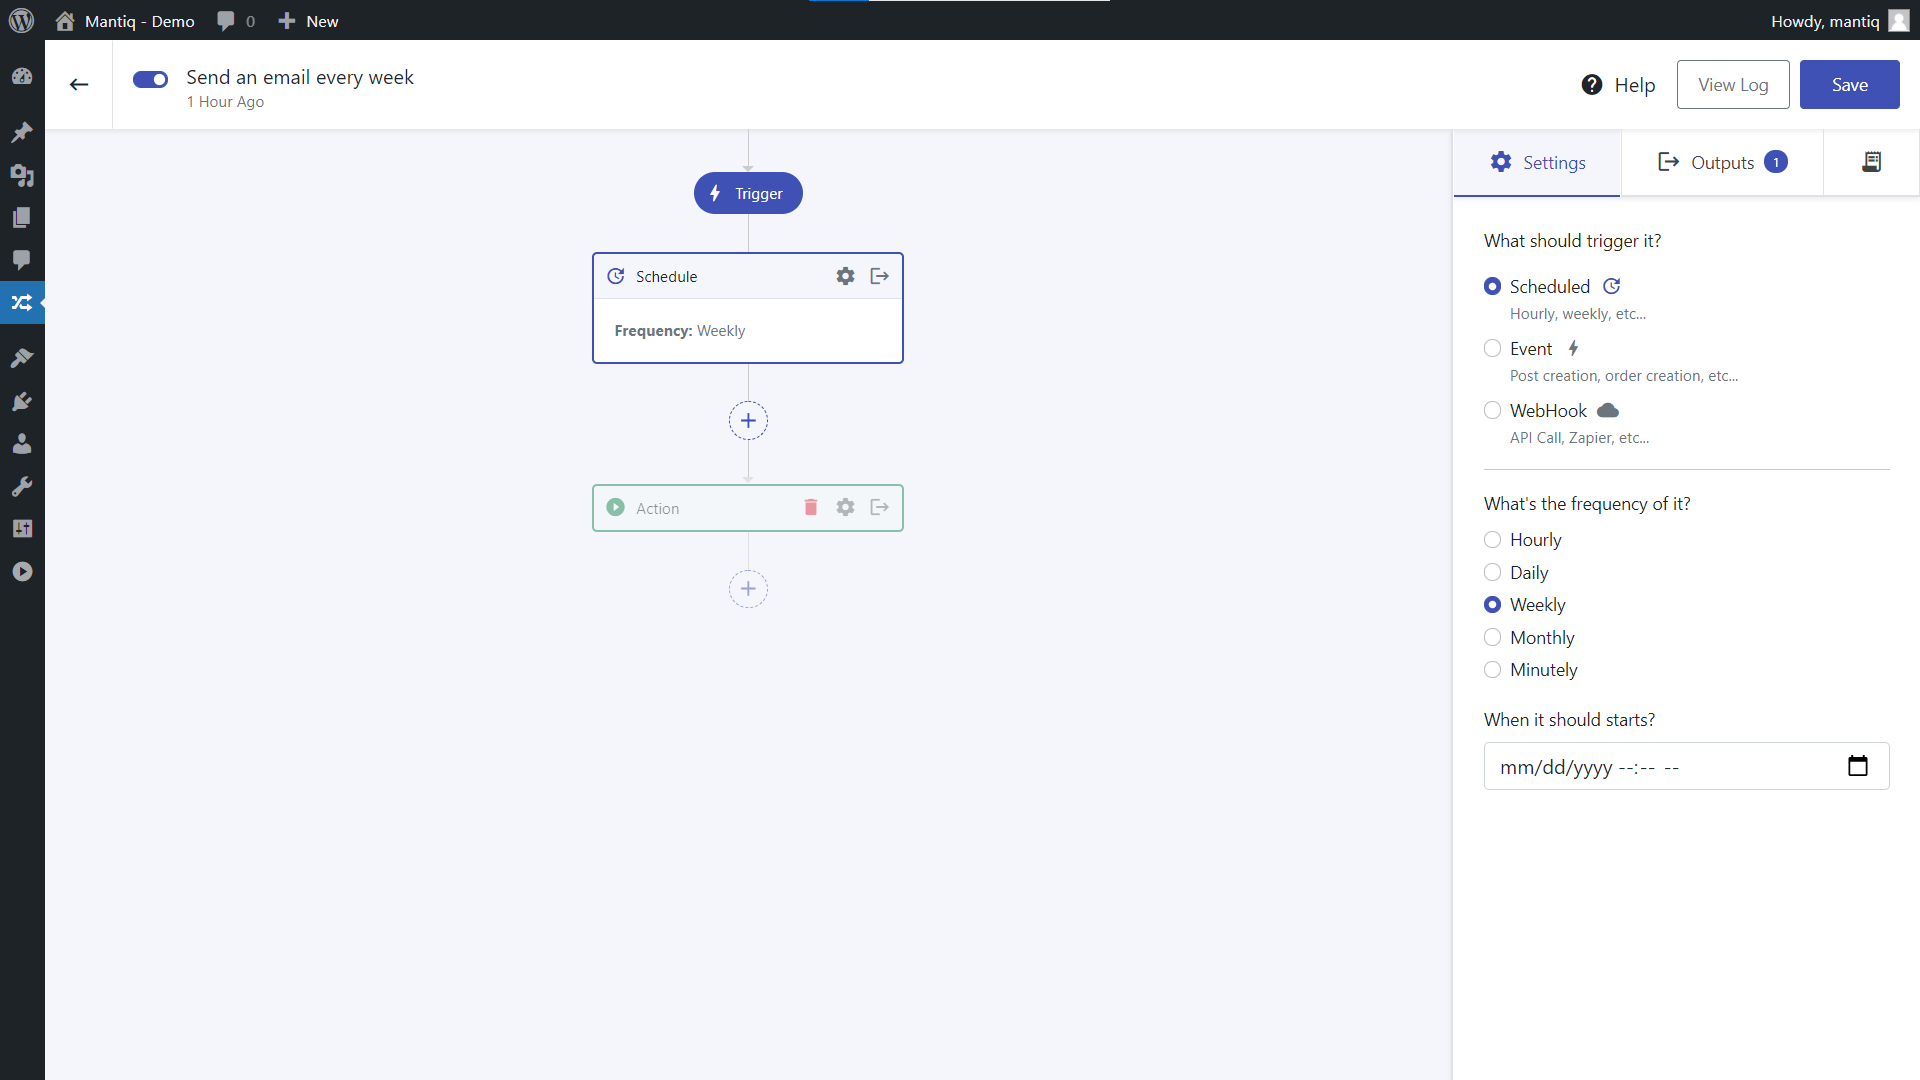 Mantiq - Demo
0
New
Howdy, mantiq
Send an email every week
1 Hour Ago
Help
View Log
Save
Trigger
Schedule
Frequency: Weekly
Action
Settings
Outputs 1
What should trigger it?
Scheduled
Hourly, weekly, etc...
Event
Post creation, order creation, etc...
WebHook
API Call, Zapier, etc...
What's the frequency of it?
Hourly
Daily
Weekly
Monthly
Minutely
When it should starts?
mm/dd/yyyy --:-- --